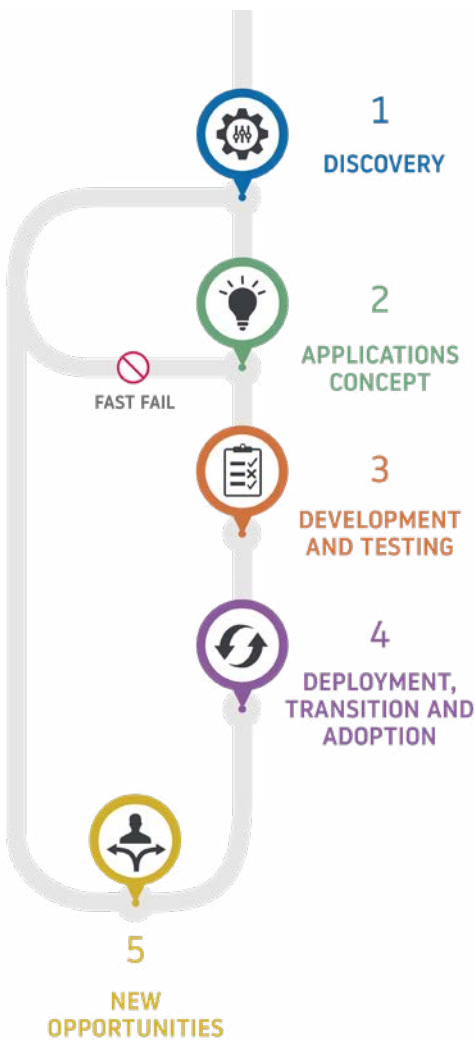 1
DISCOVERY
2
APPLICATIONS
CONCEPT
FAST FAIL
3
DEVELOPMENT
AND TESTING
4
DEPLOYMENT,
TRANSITION AND
ADOPTION
5
NEW
OPPORTUNITIES